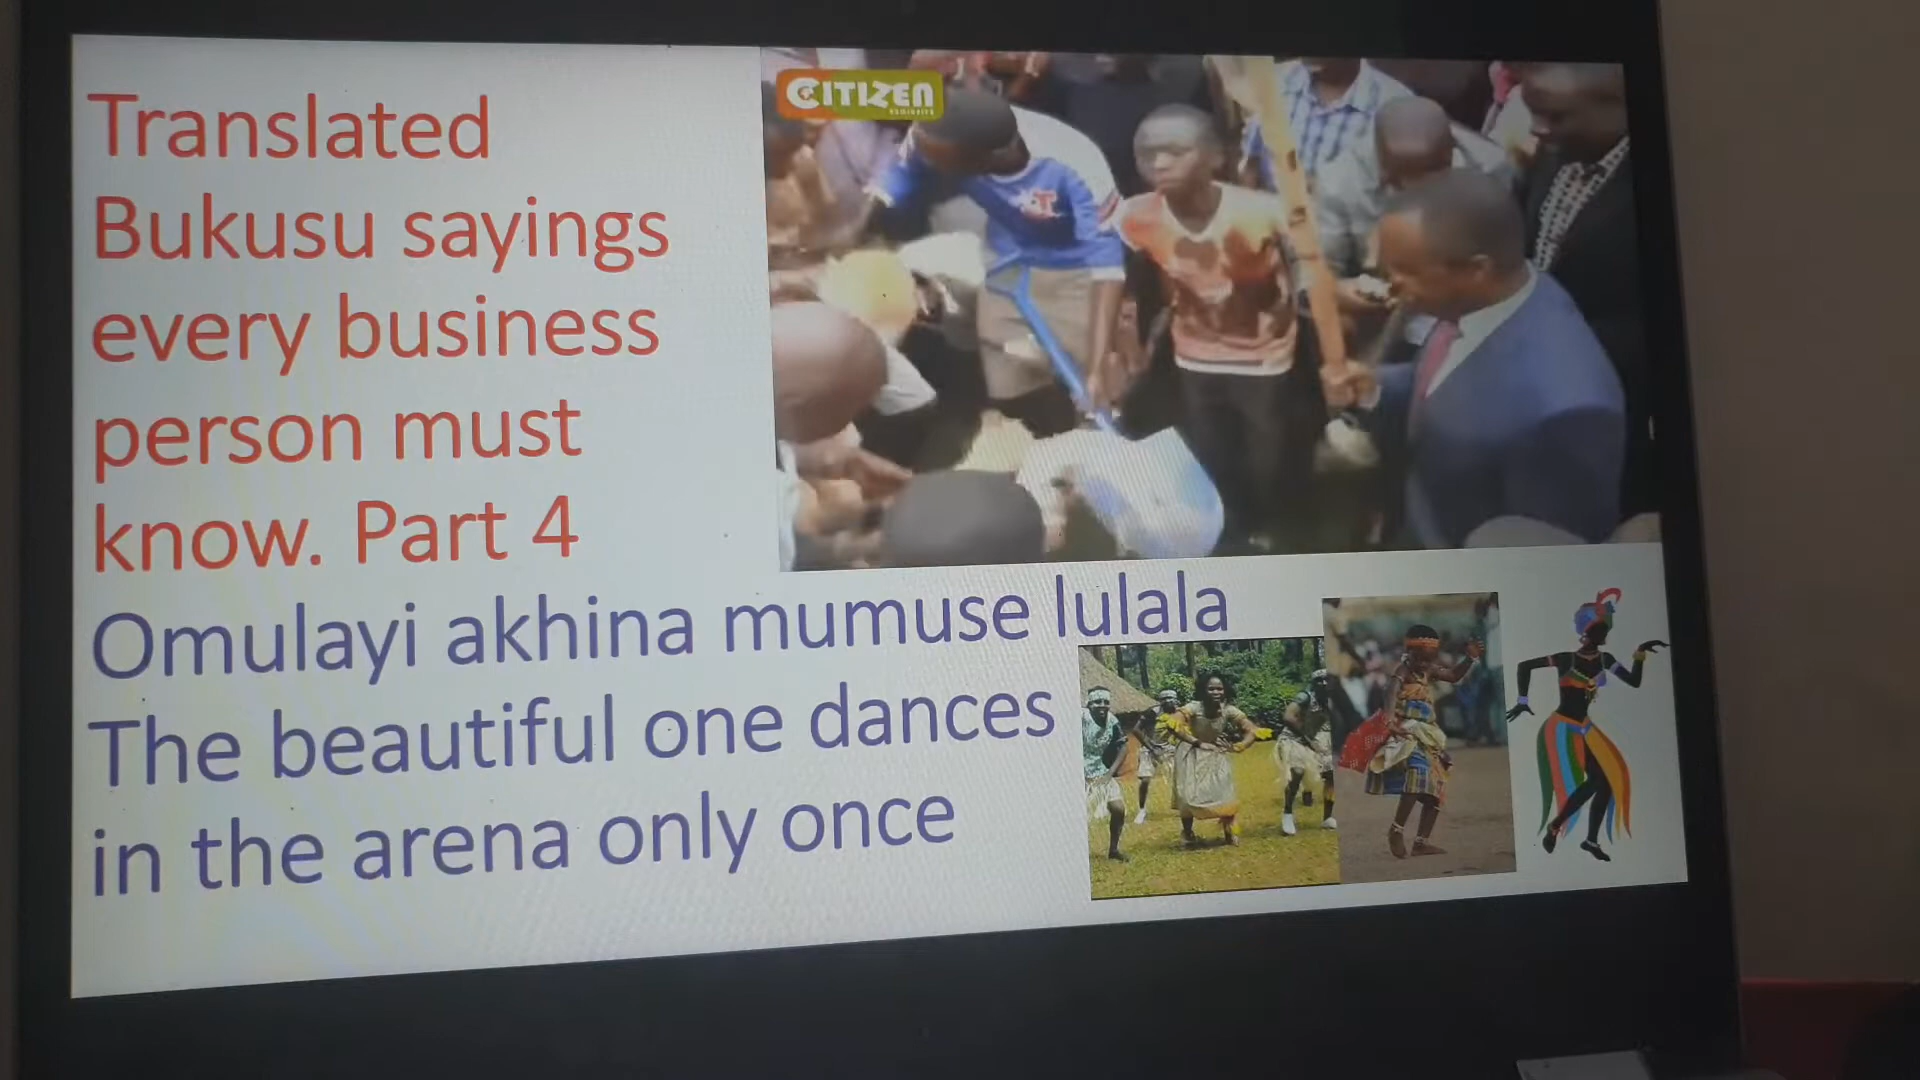 Translated
Bukusu sayings
every business
person must
know. Part 4
Omulayi akhina mumuse lulala
The beautiful one dances
in the arena only once
CITIZEN